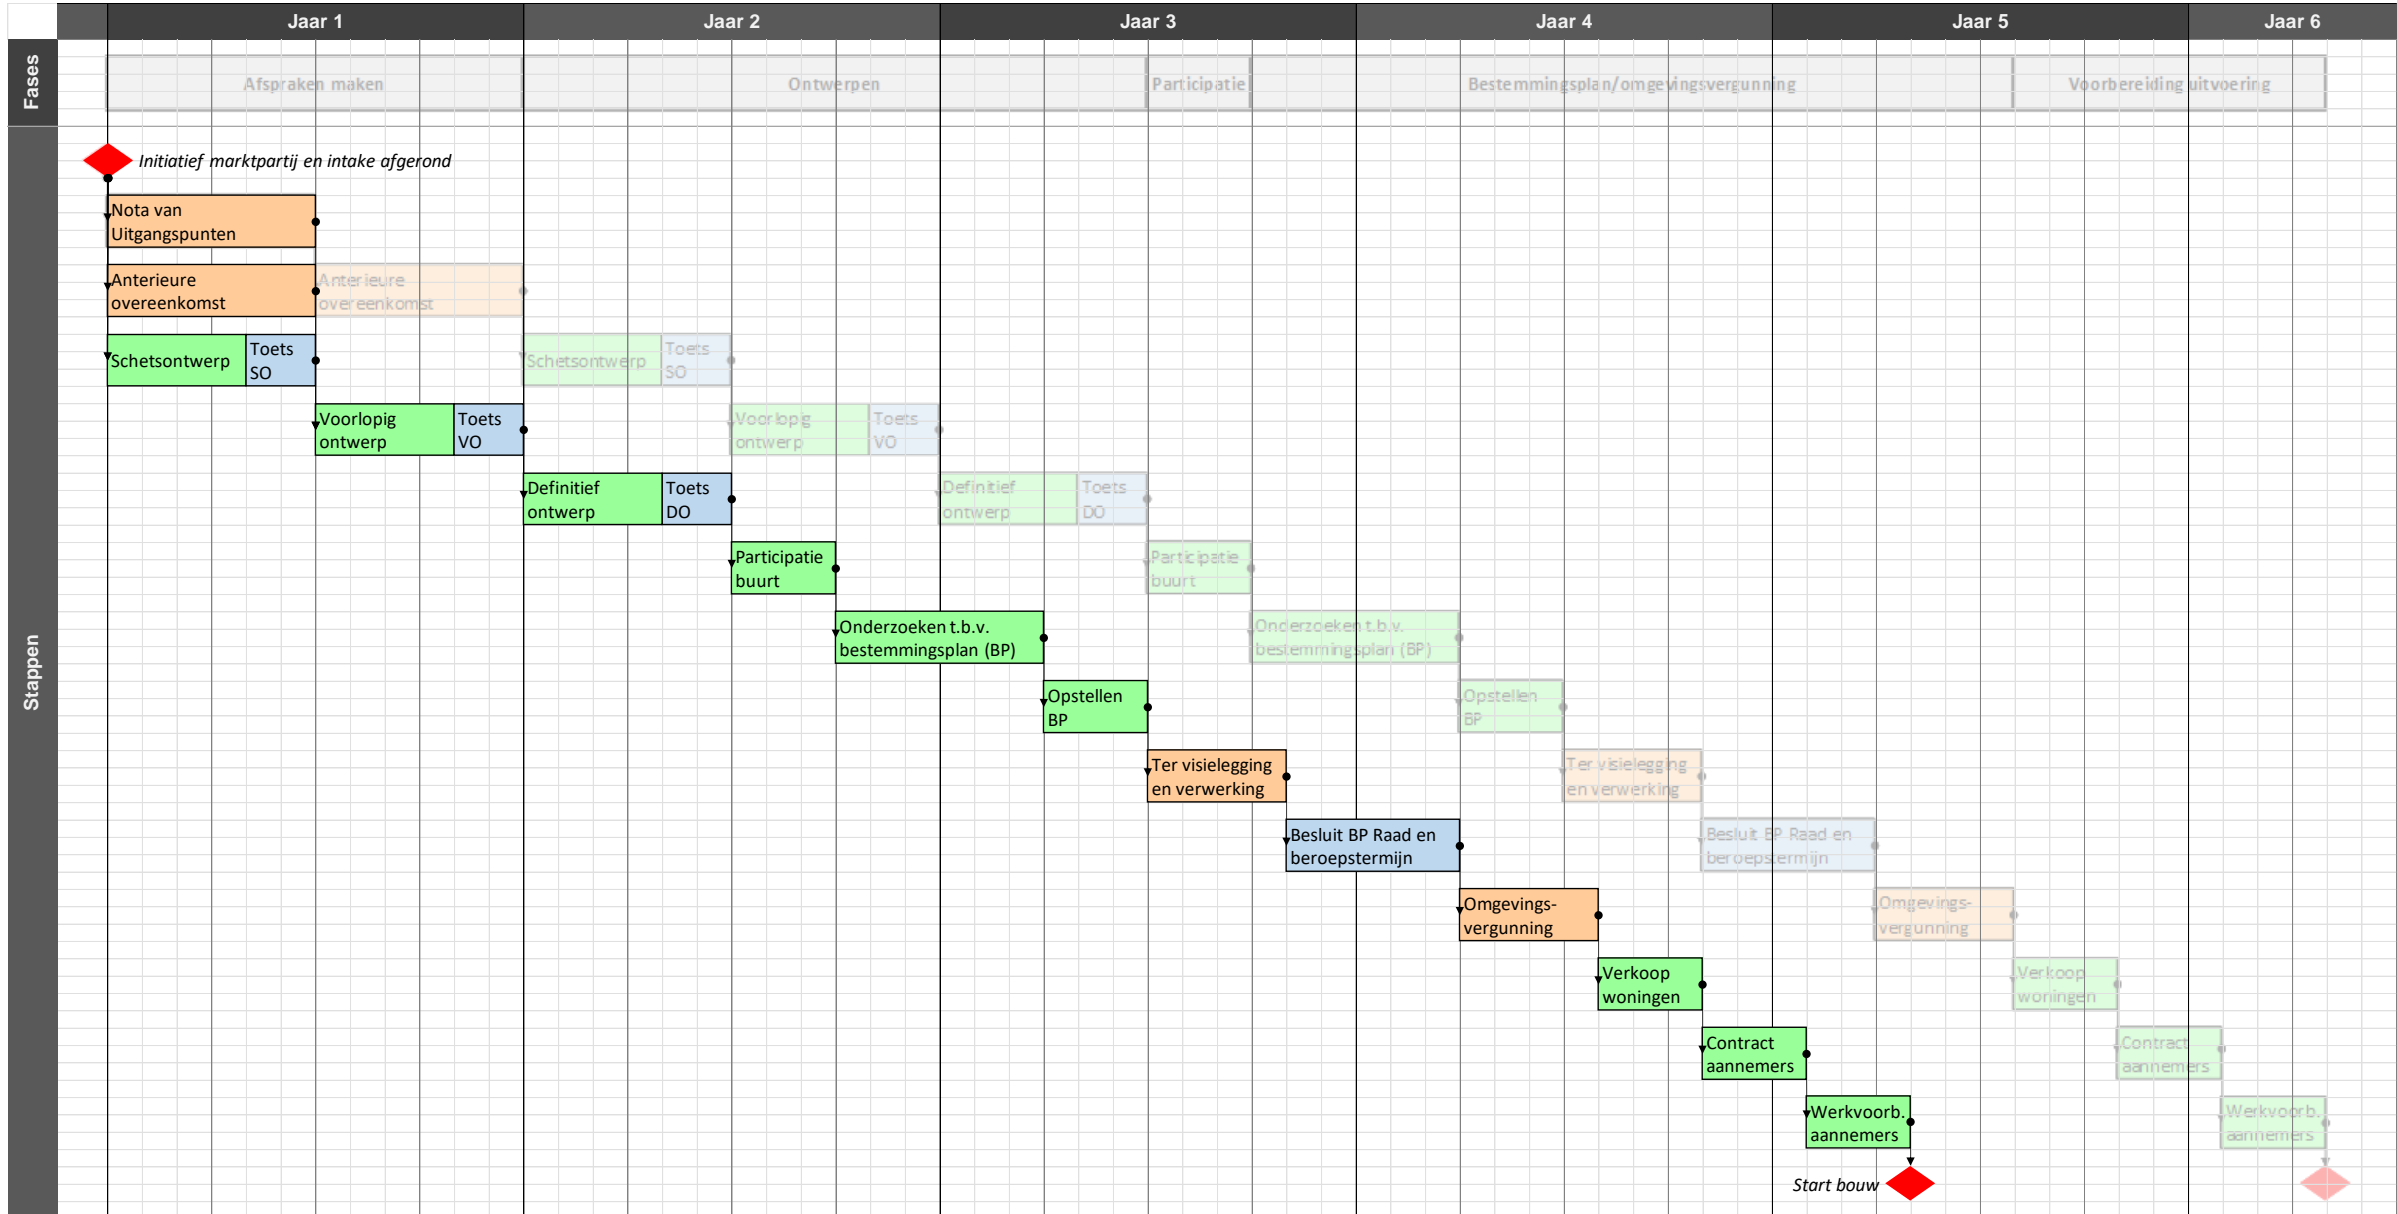 Jaar 1
Jaar 2
Jaar 3
Jaar 4
Jaar 5
Jaar 6
Fases
Afspraken maken
Ontwerpen
Participatie
Bestemmingsplan/omgevingsvergunning
Voorbereiding uitvoering
Stappen
Initiatief marktpartij en intake afgerond
Nota van
Uitgangspunten
Anterieure
overeenkomst
Anterieure
overeenkomst
Schetsontwerp
Toets
SO
Schetsontwerp
Toets
SO
Voorlopig
ontwerp
Toets
VO
Voorlopig
ontwerp
Toets
VO
Definitief
ontwerp
Toets
DO
Definitief
ontwerp
Toets
DO
Participatie
buurt
Participatie
buurt
Onderzoeken t.b.v.
bestemmingsplan (BP)
Onderzoeken t.b.v.
bestemmingsplan (BP)
Opstellen
BP
Opstellen
BP
Ter visielegging
en verwerking
Ter visielegging
en verwerking
Besluit BP Raad en
beroepstermijn
Besluit BP Raad en
beroepstermijn
Omgevings-
vergunning
Omgevings-
vergunning
Verkoop
woningen
Verkoop
woningen
Contract
aannemers
Contract
aannemers
Werkvoorb.
aannemers
Werkvoorb.
aannemers
Start bouw